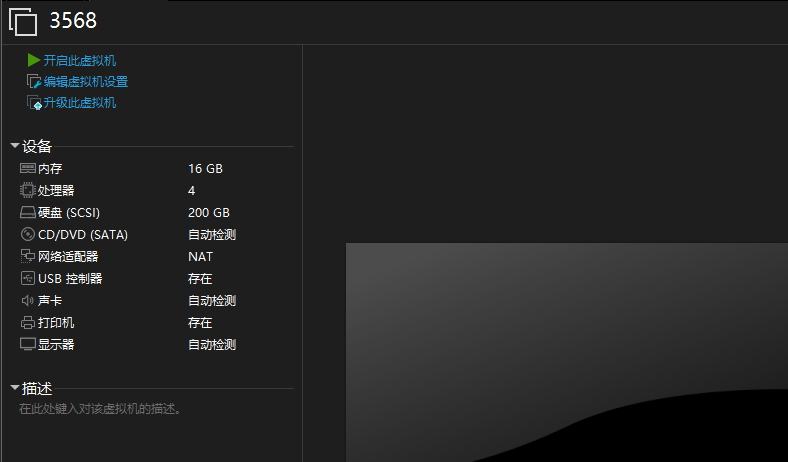 3568
开启此虚拟机
编辑虚拟机设置
升级此虚拟机
设备
内存 16 GB
处理器 4
硬盘 (SCSI) 200 GB
CD/DVD (SATA) 自动检测
网络适配器 NAT
USB 控制器 存在
声卡 自动检测
打印机 存在
显示器 自动检测
描述
在此处键入对该虚拟机的描述。